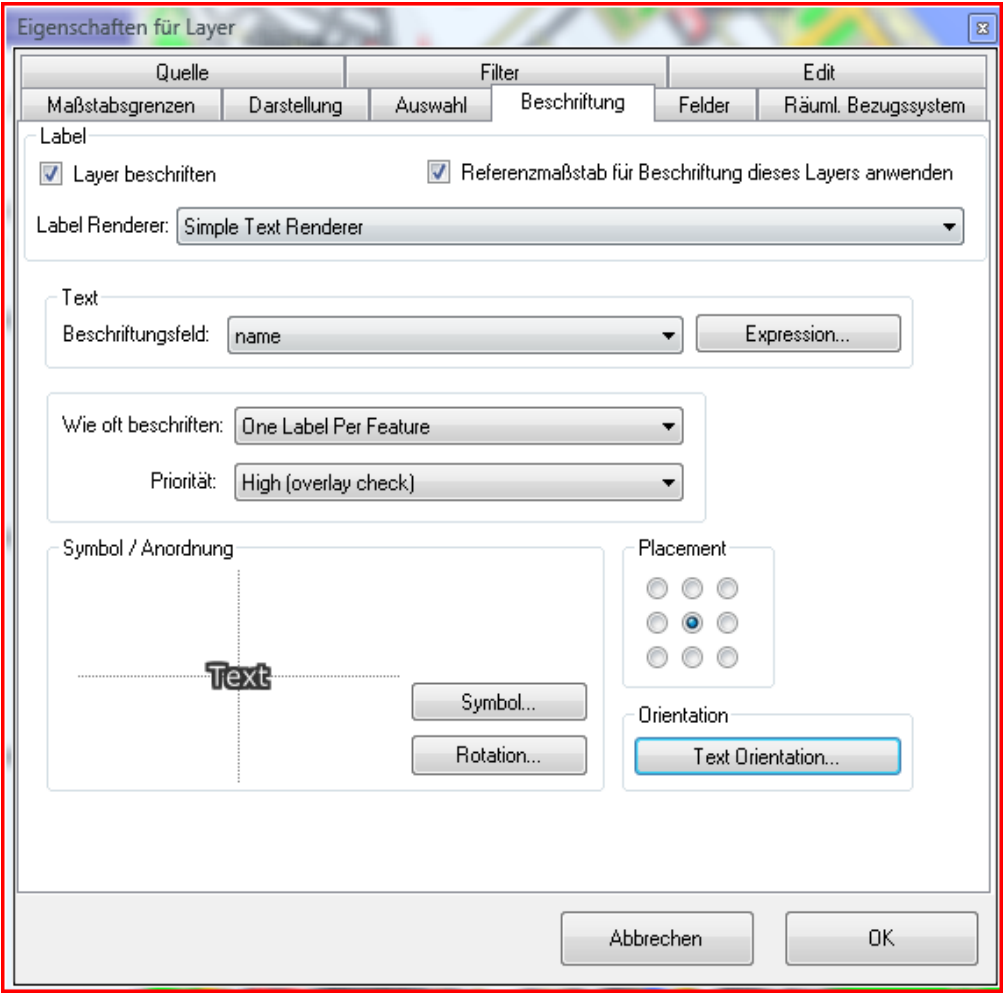 Eigenschaften für Layer
Quelle Filter Edit
Maßstabsgrenzen Darstellung Auswahl Beschriftung Felder Räuml. Bezugssystem
Label
Layer beschriften Referenzmaßstab für Beschriftung dieses Layers anwenden
Label Renderer: Simple Text Renderer
Text
Beschriftungsfeld: name Expression...
Wie oft beschriften: One Label Per Feature
Priorität: High (overlay check)
Symbol / Anordnung Placement
Text
Symbol...
Orientation
Rotation... Text Orientation...
Abbrechen OK